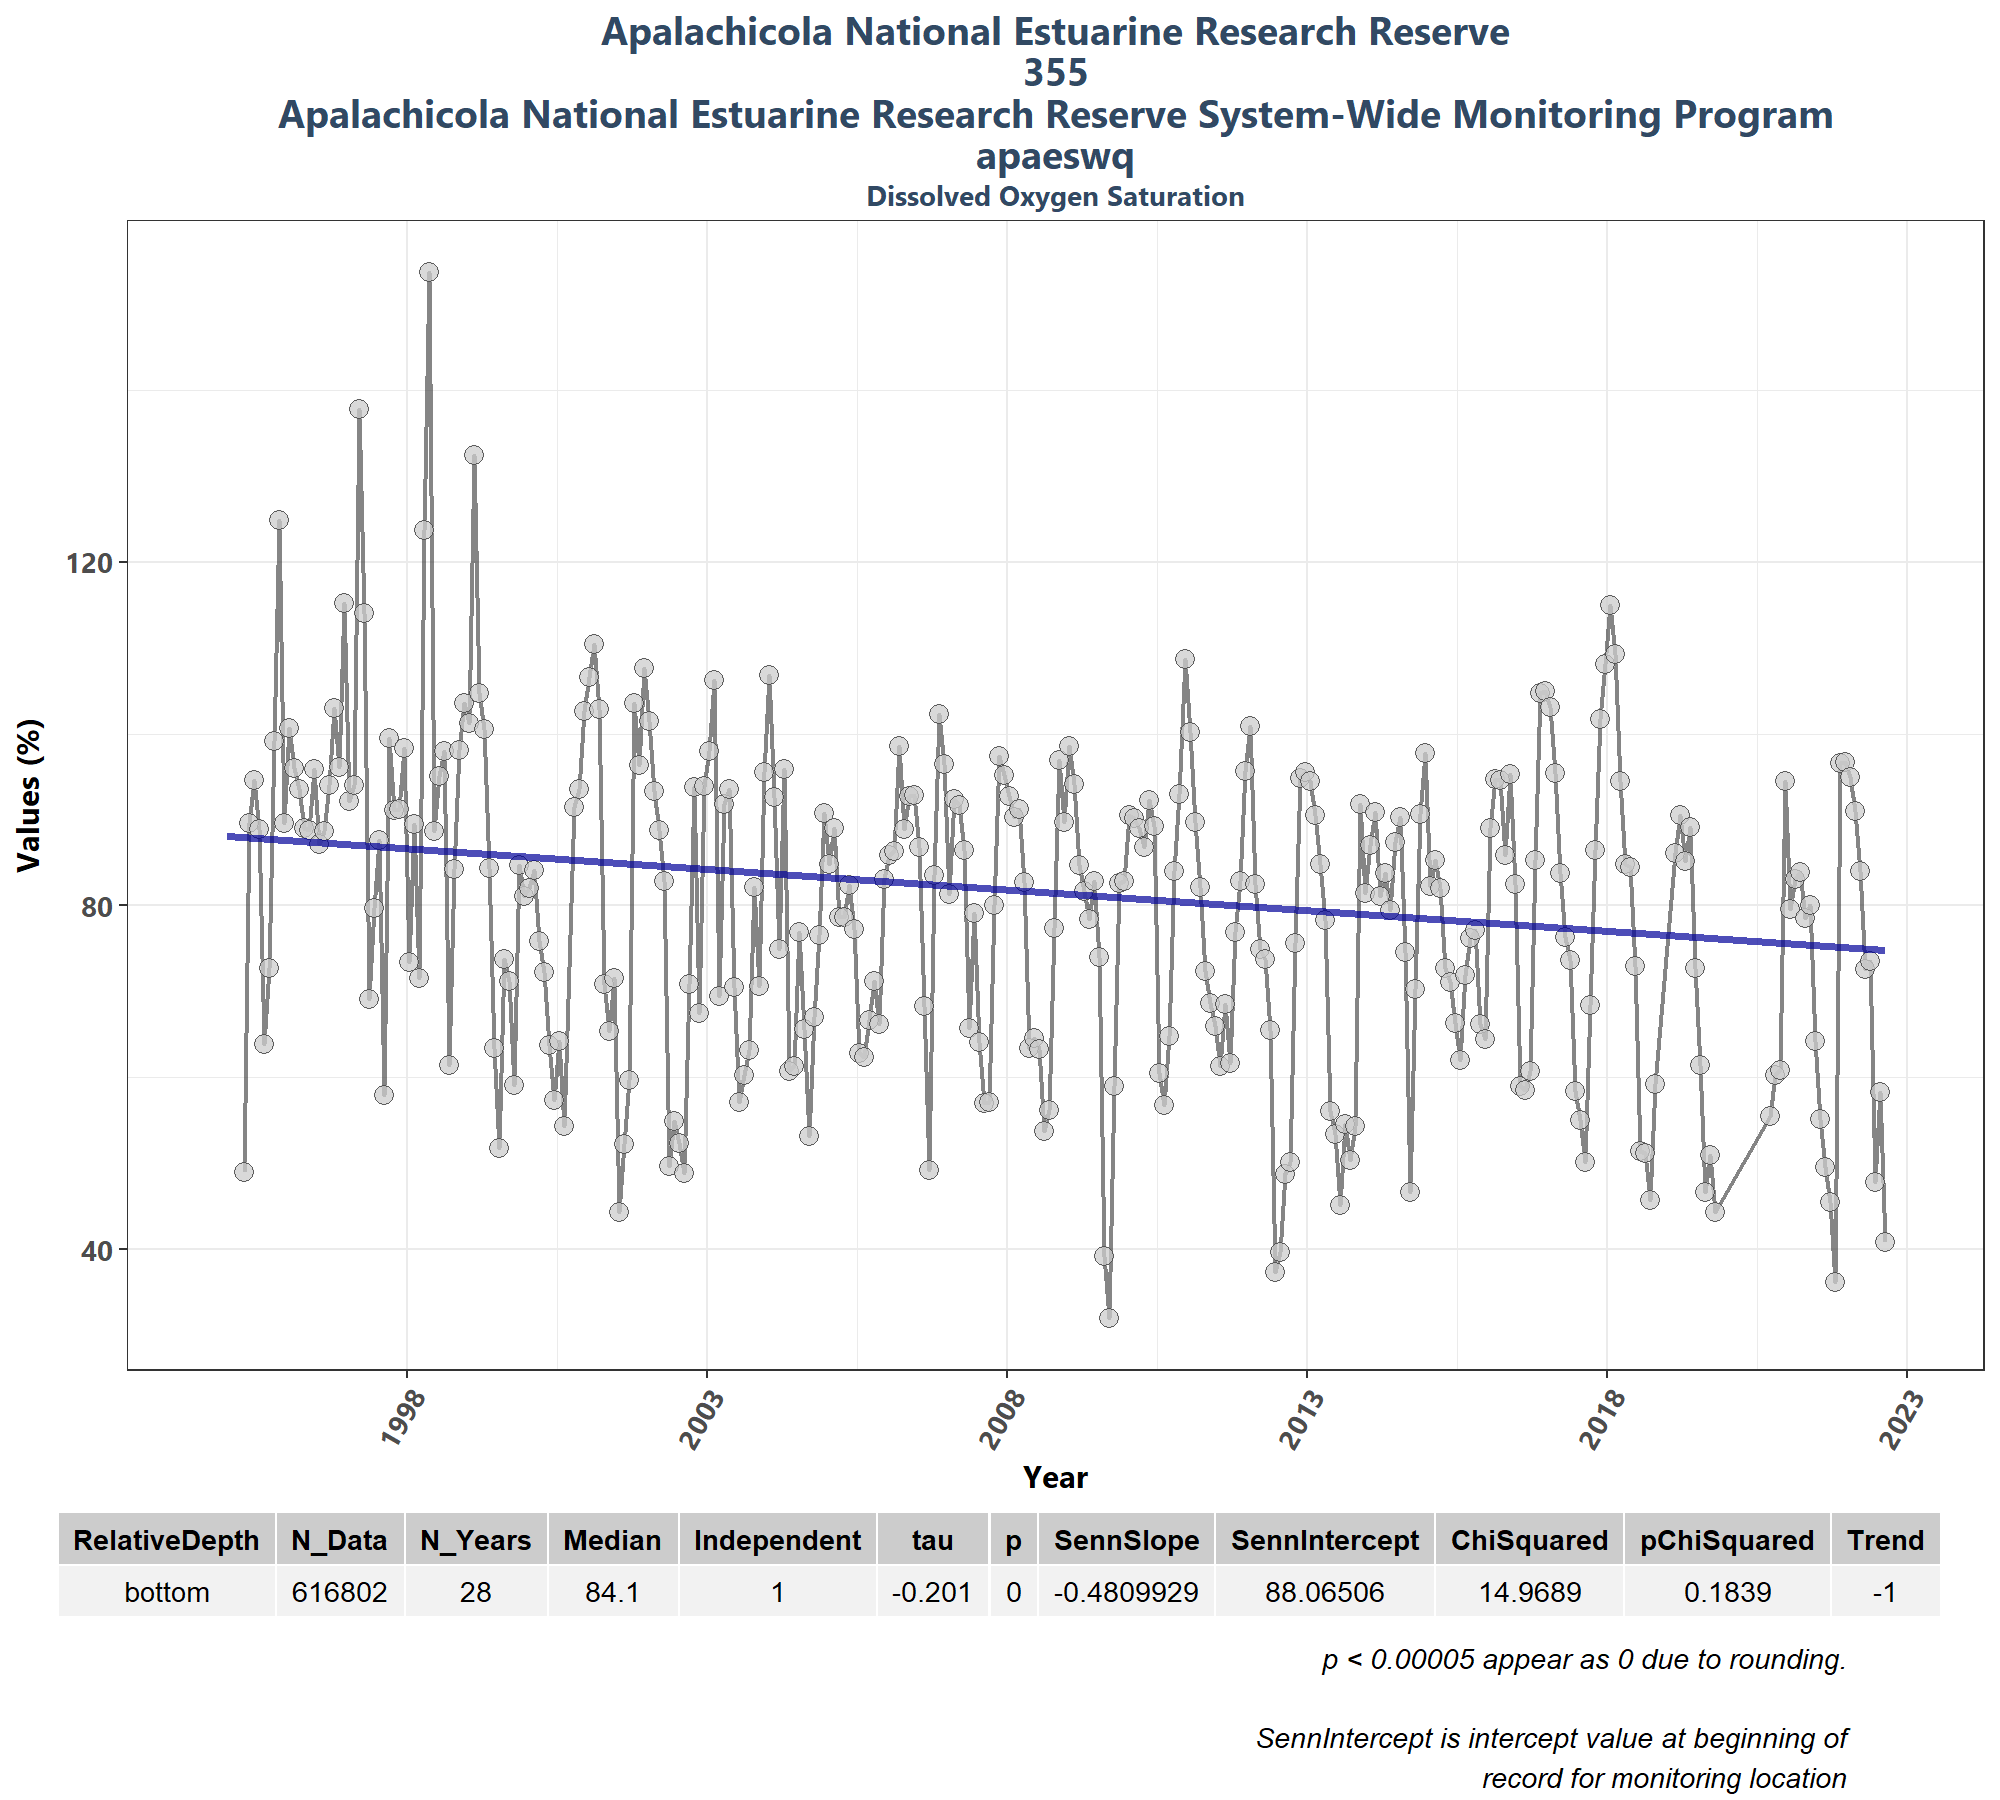 Apalachicola National Estuarine Research Reserve
355
Apalachicola National Estuarine Research Reserve System-Wide Monitoring Program
apaeswq
Dissolved Oxygen Saturation
Values (%)
120
80
40
1998 2003 2008 2013 2018 2023
Year
RelativeDepth N_Data N_Years Median Independent tau p SennSlope SennIntercept ChiSquared pChiSquared Trend
bottom 616802 28 84.1 1 -0.201 0 -0.4809929 88.06506 14.9689 0.1839 -1
p < 0.00005 appear as 0 due to rounding.
SennIntercept is intercept value at beginning of
record for monitoring location